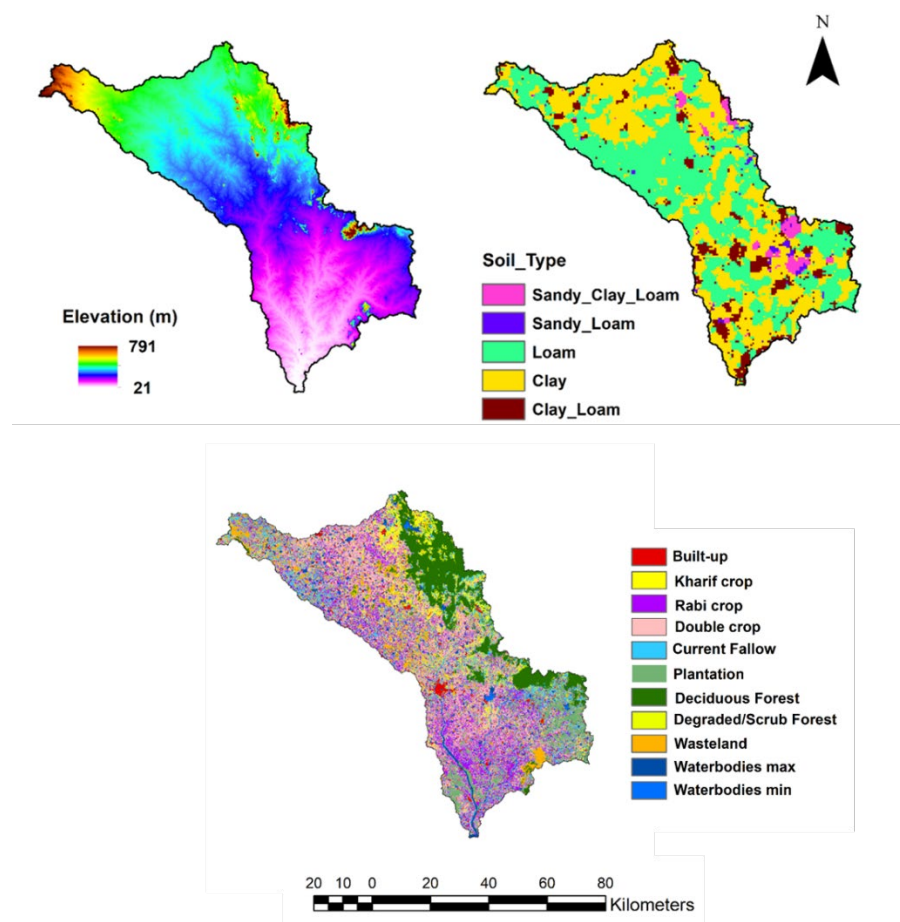 N
Elevation (m)
791
21
Soil_Type
Sandy_Clay_Loam
Sandy_Loam
Loam
Clay
Clay_Loam
Built-up
Kharif crop
Rabi crop
Double crop
Current Fallow
Plantation
Deciduous Forest
Degraded/Scrub Forest
Wasteland
Waterbodies max
Waterbodies min
20 10 0 20 40 60 80
Kilometers